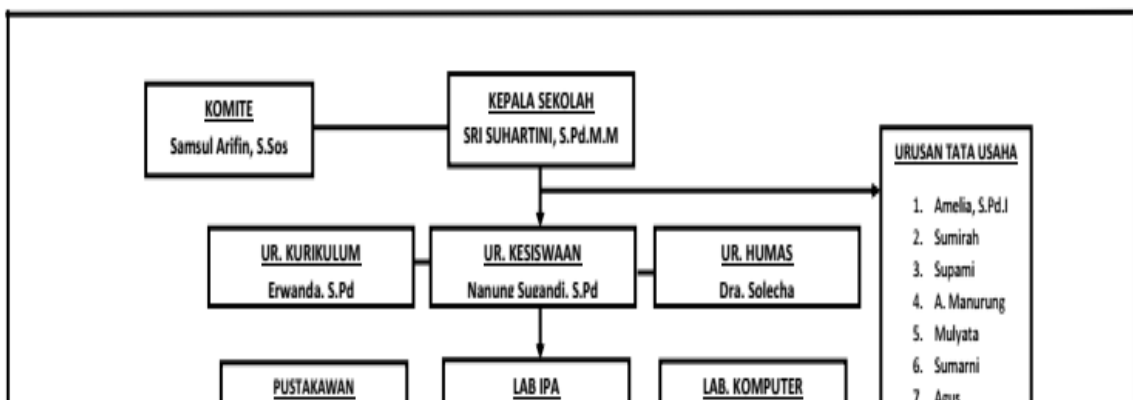 KOMITE
Samsul Arifin, S.Sos
KEPALA SEKOLAH
SRI SUHARTINI, S.Pd.M.M
URUSAN TATA USAHA
1. Amelia, S.Pd.I
2. Sumirah
3. Supami
4. A. Manurung
5. Mulyata
6. Sumarni
7. Agus
UR. KURIKULUM
Erwanda. S.Pd
UR. KESISWAAN
Nanung Sugandi. S.Pd
UR. HUMAS
Dra. Solecha
PUSTAKAWAN
LAB IPA
LAB. KOMPUTER